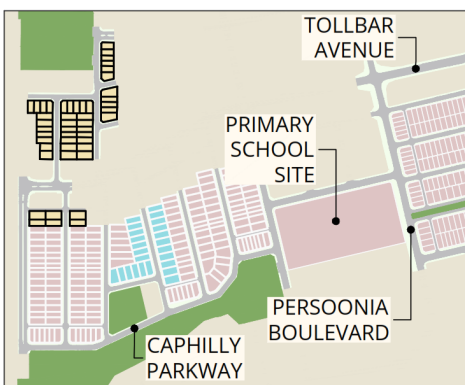 TOLLBAR
AVENUE
PRIMARY
SCHOOL
SITE
PERSOONIA
BOULEVARD
CAPHILLY
PARKWAY